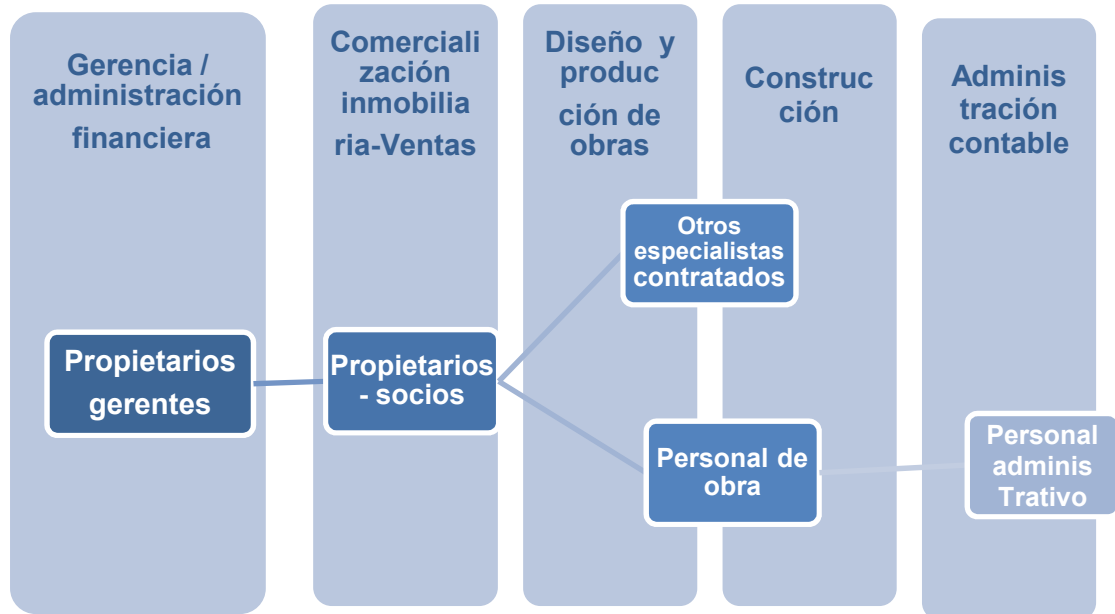 Gerencia /
administración
financiera
Comerciali
zación
inmobilia
ria-Ventas
Diseño y
produc
ción de
obras
Construc
ción
Adminis
tración
contable
Otros
especialistas
contratados
Propietarios
gerentes
Propietarios
- socios
Personal de
obra
Personal
adminis
Trativo